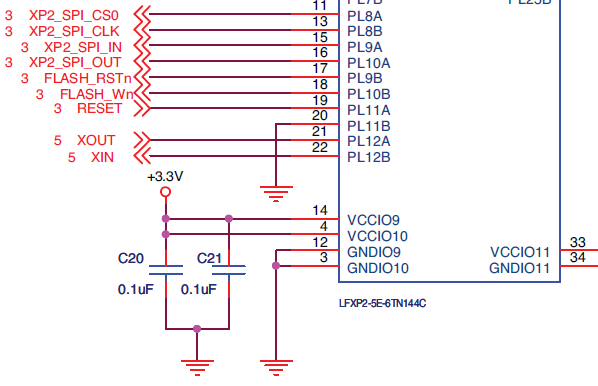 11 PL7B PL25B
3 XP2_SPI_CS0 13 PL8A
3 XP2_SPI_CLK 15 PL8B
3 XP2_SPI_IN 16 PL9A
3 XP2_SPI_OUT 17 PL10A
3 FLASH_RSTn 18 PL9B
3 FLASH_Wn 19 PL10B
3 RESET 20 PL11A
21 PL11B
5 XOUT 22 PL12A
5 XIN PL12B
+3.3V
14 VCCIO9
4 VCCIO10
12 GNDIO9 VCCIO11 33
3 GNDIO10 GNDIO11 34
C20 C21
0.1uF 0.1uF
LFXP2-5E-6TN144C